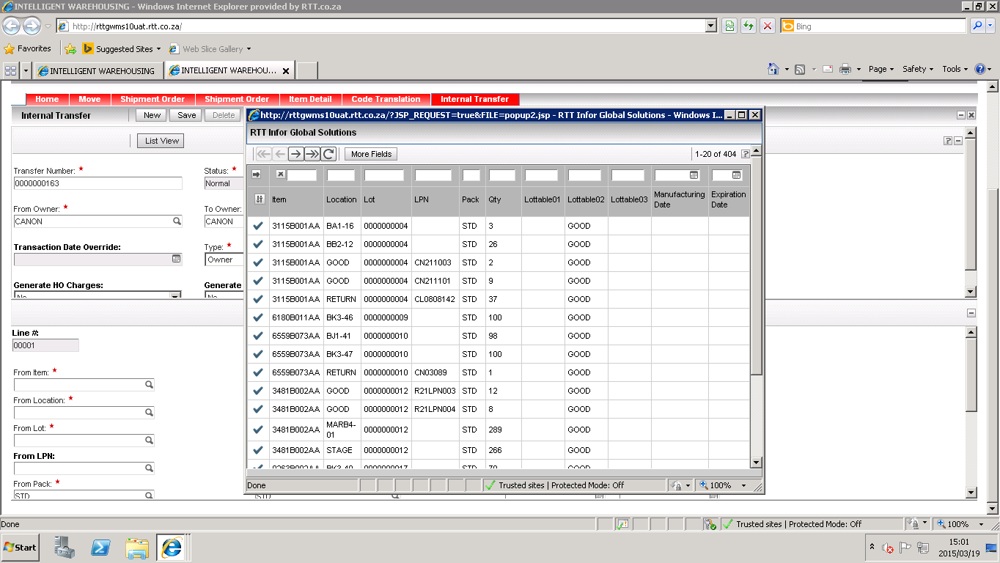 INTELLIGENT WAREHOUSING - Windows Internet Explorer provided by RTT.co.za
http://rttgwms10uat.rtt.co.za/
Bing
Favorites
Suggested Sites
Web Slice Gallery
INTELLIGENT WAREHOUSING
INTELLIGENT WAREHOU...
Page
Safety
Tools
Home Move Shipment Order Shipment Order Item Detail Code Translation Internal Transfer
Internal Transfer
New Save Delete
List View
Transfer Number: *
0000000163
Status: *
Normal
From Owner: *
CANON
To Owner:
CANON
Transaction Date Override:
Type: *
Owner
Generate HO Charges:
No
Generate
No
Line #:
00001
From Item: *
From Location: *
From Lot: *
From LPN:
From Pack: *
STD
STD
http://rttgwms10uat.rtt.co.za/?JSP_REQUEST=true&FILE=popup2.jsp - RTT Infor Global Solutions - Windows I...
RTT Infor Global Solutions
More Fields
1-20 of 404
Item Location Lot LPN Pack Qty Lottable01 Lottable02 Lottable03 Manufacturing Date Expiration Date
3115B001AA BA1-16 0000000004 STD 3 GOOD
3115B001AA BB2-12 0000000004 STD 26 GOOD
3115B001AA GOOD 0000000004 CN211003 STD 2 GOOD
3115B001AA GOOD 0000000004 CN211101 STD 9 GOOD
3115B001AA RETURN 0000000004 CL0808142 STD 37 GOOD
6180B011AA BK3-46 0000000009 STD 100 GOOD
6559B073AA BJ1-41 0000000010 STD 98 GOOD
6559B073AA BK3-47 0000000010 STD 100 GOOD
6559B073AA RETURN 0000000010 CN03089 STD 1 GOOD
3481B002AA GOOD 0000000012 R21LPN003 STD 12 GOOD
3481B002AA GOOD 0000000012 R21LPN004 STD 8 GOOD
3481B002AA MARB4-01 0000000012 STD 289 GOOD
3481B002AA STAGE 0000000012 STD 266 GOOD
STD 70 GOOD
Done
Trusted sites | Protected Mode: Off
100%
Done
Trusted sites | Protected Mode: Off
100%
Start
15:01
2015/03/19